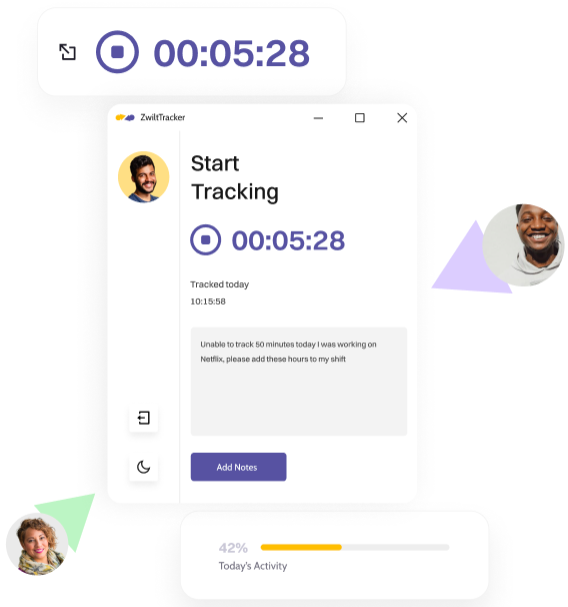 00:05:28
ZwiltTracker
Start
Tracking
00:05:28
Tracked today
10:15:58
Unable to track 50 minutes today I was working on
Netflix, please add these hours to my shift
Add Notes
42%
Today's Activity